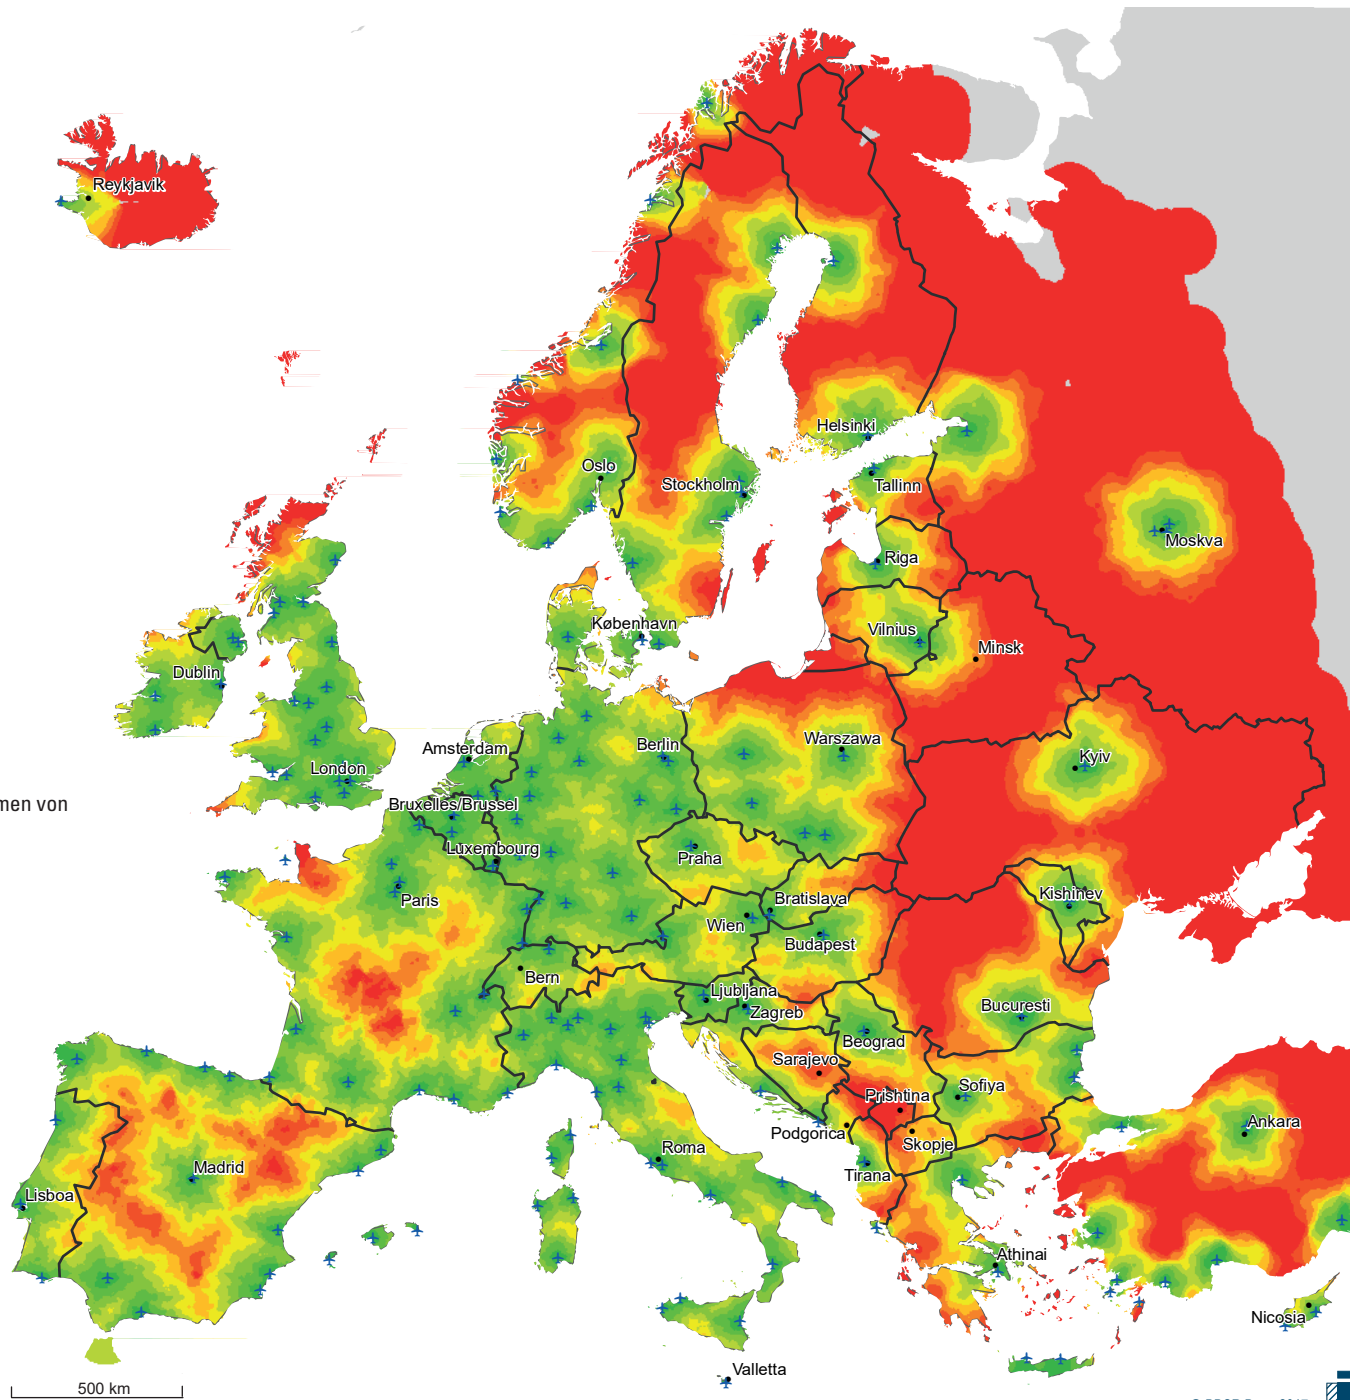 Reykjavik
Helsinki
Oslo
Stockholm
Tallinn
Moskva
Riga
København
Vilnius
Minsk
Dublin
Warszawa
Berlin
Amsterdam
Kyiv
London
men von
Bruxelles/Brussel
Luxembourg
Praha
Kishinev
Paris
Bratislava
Wien
Budapest
Bern
Ljubljana
Zagreb
Bucuresti
Beograd
Sarajevo
Sofiya
Prishtina
Ankara
Podgorica
Skopje
Roma
Madrid
Tirana
Lisboa
Athinai
Nicosia
Valletta
500 km